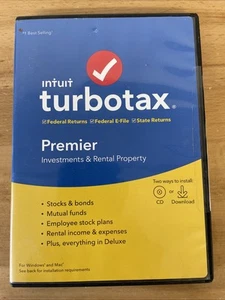 #1 Best-Selling
intuit
turbotax®
Federal Returns Federal E-File State Returns
Premier
Investments & Rental Property
Two ways to install:
CD or Download
• Stocks & bonds
• Mutual funds
• Employee stock plans
• Rental income & expenses
• Plus, everything in Deluxe
For Windows® and Mac®
See back for installation requirements.